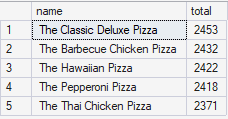 name total
1 The Classic Deluxe Pizza 2453
2 The Barbecue Chicken Pizza 2432
3 The Hawaiian Pizza 2422
4 The Pepperoni Pizza 2418
5 The Thai Chicken Pizza 2371